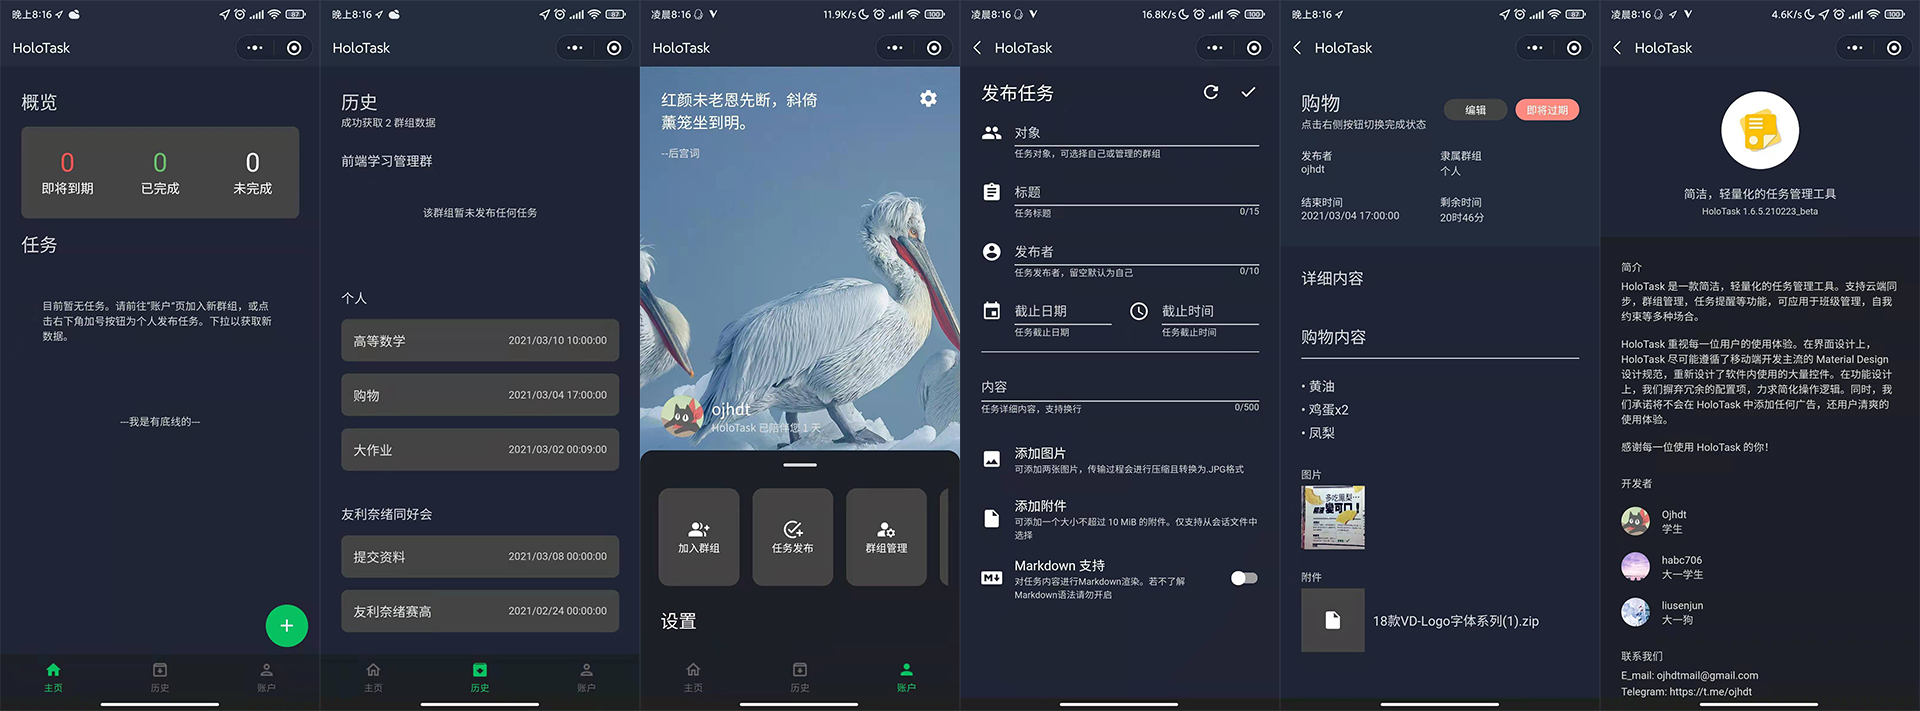 晚上8:16
87
HoloTask
概览
0
0
0
即将到期
已完成
未完成
任务
目前暂无任务。请前往“账户”页加入新群组，或点
击右下角加号按钮为个人发布任务。下拉以获取新
数据。
---我是有底线的---
主页
历史
账户
晚上8:16
87
HoloTask
历史
成功获取 2 群组数据
前端学习管理群
该群组暂未发布任何任务
个人
高等数学
2021/03/10 10:00:00
购物
2021/03/04 17:00:00
大作业
2021/03/02 00:09:00
友利奈绪同好会
提交资料
2021/03/08 00:00:00
友利奈绪赛高
2021/02/24 00:00:00
主页
历史
账户
凌晨8:16
11.9K/s
100
HoloTask
红颜未老恩先断，斜倚
薰笼坐到明。
--后宫词
ojhdt
HoloTask 已陪伴您 1 天
加入群组
任务发布
群组管理
设置
主页
历史
账户
凌晨8:16
16.8K/s
100
HoloTask
发布任务
对象
任务对象，可选择自己或管理的群组
标题
任务标题
0/15
发布者
任务发布者，留空默认为自己
0/10
截止日期
任务截止日期
截止时间
任务截止时间
内容
任务详细内容，支持换行
0/500
添加图片
可添加两张图片，传输过程会进行压缩且转换为.JPG格式
添加附件
可添加一个大小不超过 10 MiB 的附件。仅支持从会话文件中
选择
Markdown 支持
对任务内容进行Markdown渲染。若不了解
Markdown语法请勿开启
晚上8:16
87
HoloTask
购物
编辑
即将过期
点击右侧按钮切换完成状态
发布者
ojhdt
隶属群组
个人
结束时间
2021/03/04 17:00:00
剩余时间
20时46分
详细内容
购物内容
• 黄油
• 鸡蛋x2
• 凤梨
图片
多吃凤梨
附件
18款VD-Logo字体系列(1).zip
凌晨8:16
4.6K/s
100
HoloTask
简洁，轻量化的任务管理工具
HoloTask 1.6.5.210223_beta
简介
HoloTask 是一款简洁，轻量化的任务管理工具。支持云端同
步，群组管理，任务提醒等功能，可应用于班级管理，自我
约束等多种场合。
HoloTask 重视每一位用户的使用体验。在界面设计上，
HoloTask 尽可能遵循了移动端开发主流的 Material Design
设计规范，重新设计了软件内使用的大量控件。在功能设计
上，我们摒弃冗余的配置项，力求简化操作逻辑。同时，我
们承诺将不会在 HoloTask 中添加任何广告，还用户清爽的
使用体验。
感谢每一位使用 HoloTask 的你！
开发者
Ojhdt
学生
habc706
大一学生
liusenjun
大一狗
联系我们
E_mail: ojhdtmail@gmail.com
Telegram: https://t.me/ojhdt